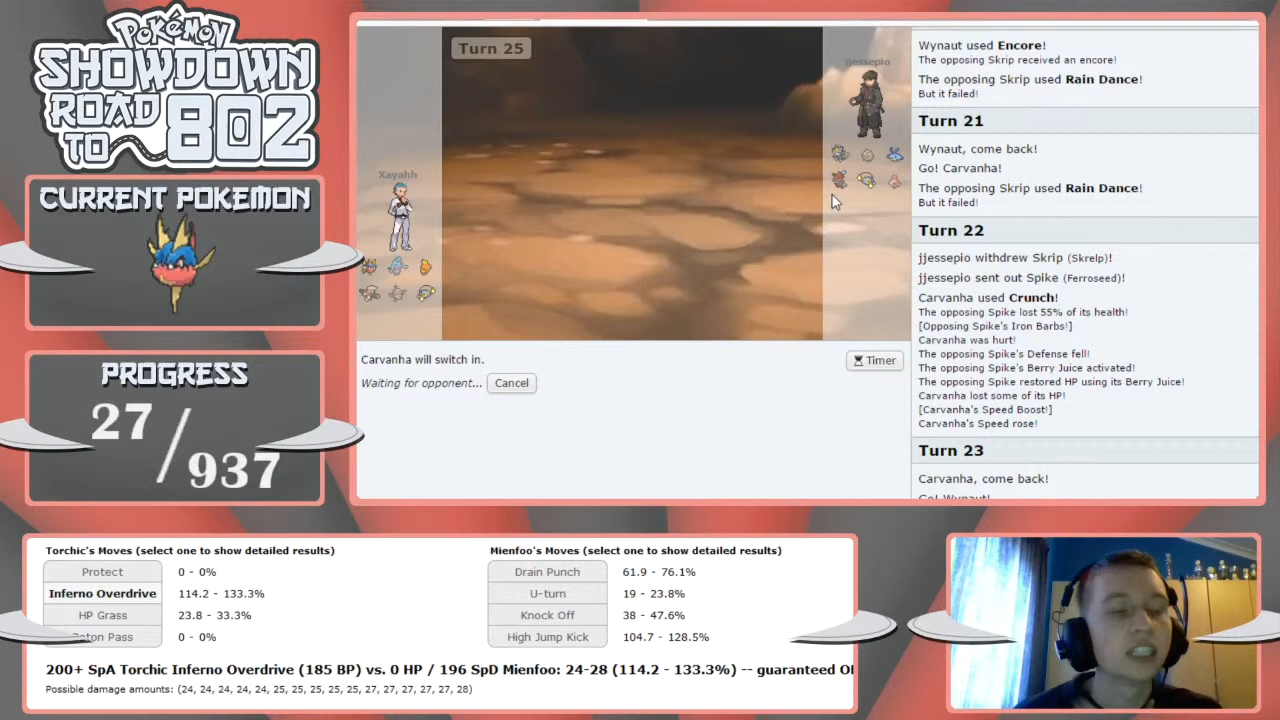 Pokémon
SHOWDOWN
ROAD
TO 802
CURRENT POKEMON
PROGRESS
27/937
Turn 25
jjessepio
Xayahh
Carvanha will switch in.
Timer
Waiting for opponent... Cancel
Wynaut used Encore!
The opposing Skrip received an encore!
The opposing Skrip used Rain Dance!
But it failed!
Turn 21
Wynaut, come back!
Go! Carvanha!
The opposing Skrip used Rain Dance!
But it failed!
Turn 22
jjessepio withdrew Skrip (Skrelp)!
jjessepio sent out Spike (Ferroseed)!
Carvanha used Crunch!
The opposing Spike lost 55% of its health!
[Opposing Spike's Iron Barbs!]
Carvanha was hurt!
The opposing Spike's Defense fell!
The opposing Spike's Berry Juice activated!
The opposing Spike restored HP using its Berry Juice!
Carvanha lost some of its HP!
[Carvanha's Speed Boost!]
Carvanha's Speed rose!
Turn 23
Carvanha, come back!
Go! Wynaut!
Torchic's Moves (select one to show detailed results)
Protect 0 - 0%
Inferno Overdrive 114.2 - 133.3%
HP Grass 23.8 - 33.3%
Baton Pass 0 - 0%
Mienfoo's Moves (select one to show detailed results)
Drain Punch 61.9 - 76.1%
U-turn 19 - 23.8%
Knock Off 38 - 47.6%
High Jump Kick 104.7 - 128.5%
200+ SpA Torchic Inferno Overdrive (185 BP) vs. 0 HP / 196 SpD Mienfoo: 24-28 (114.2 - 133.3%) -- guaranteed
Possible damage amounts: (24, 24, 24, 24, 24, 25, 25, 25, 25, 25, 27, 27, 27, 27, 27, 28)